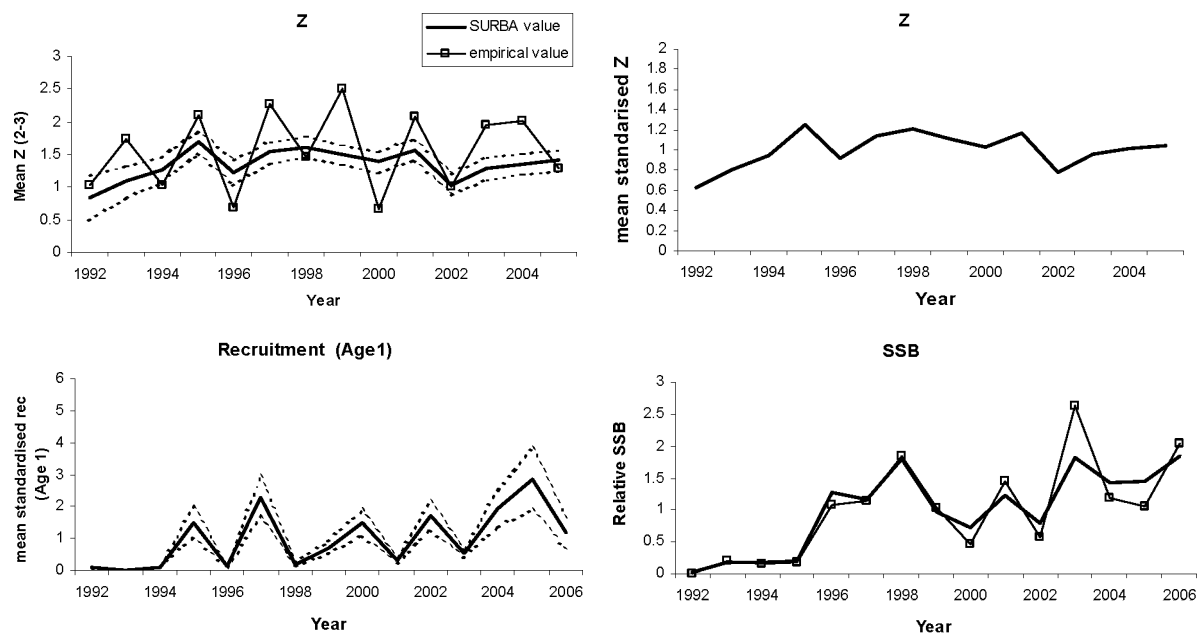 Z
SURBA value
empirical value
Mean Z (2-3)
3
2.5
2
1.5
1
0.5
0
1992 1994 1996 1998 2000 2002 2004
Year
Z
mean standarised Z
2
1.8
1.6
1.4
1.2
1
0.8
0.6
0.4
0.2
0
1992 1994 1996 1998 2000 2002 2004
Year
Recruitment (Age1)
mean standardised rec
(Age 1)
6
5
4
3
2
1
0
1992 1994 1996 1998 2000 2002 2004 2006
Year
SSB
Relative SSB
3
2.5
2
1.5
1
0.5
0
1992 1994 1996 1998 2000 2002 2004 2006
Year